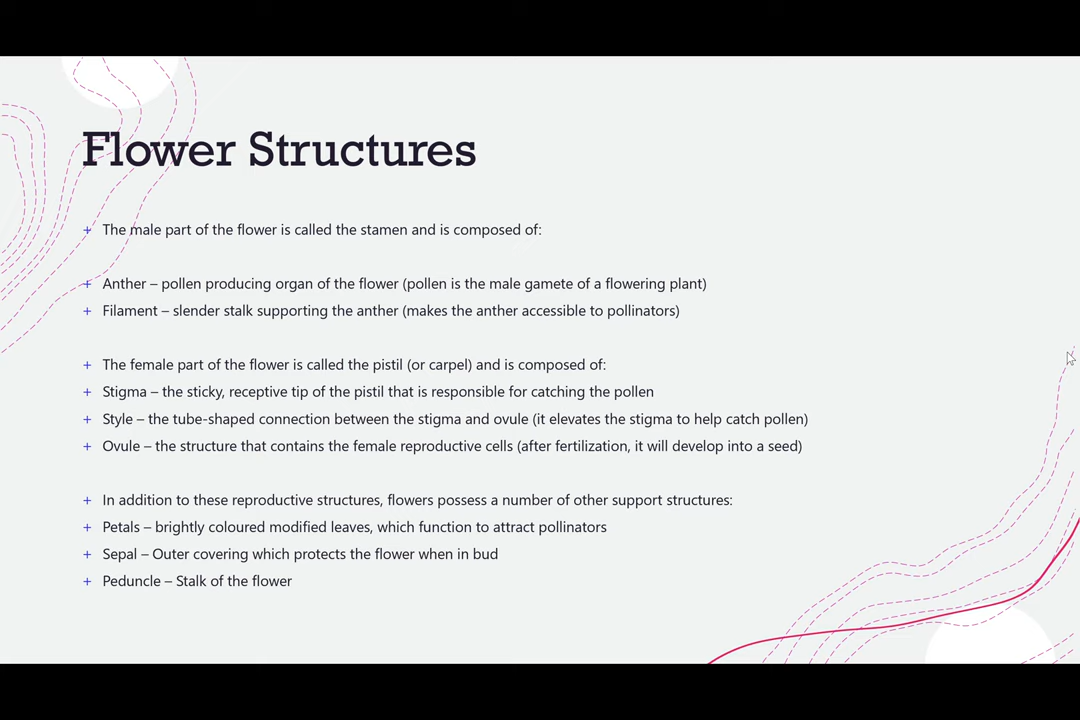 Flower Structures
+ The male part of the flower is called the stamen and is composed of:
+ Anther – pollen producing organ of the flower (pollen is the male gamete of a flowering plant)
+ Filament – slender stalk supporting the anther (makes the anther accessible to pollinators)
+ The female part of the flower is called the pistil (or carpel) and is composed of:
+ Stigma – the sticky, receptive tip of the pistil that is responsible for catching the pollen
+ Style – the tube-shaped connection between the stigma and ovule (it elevates the stigma to help catch pollen)
+ Ovule – the structure that contains the female reproductive cells (after fertilization, it will develop into a seed)
+ In addition to these reproductive structures, flowers possess a number of other support structures:
+ Petals – brightly coloured modified leaves, which function to attract pollinators
+ Sepal – Outer covering which protects the flower when in bud
+ Peduncle – Stalk of the flower